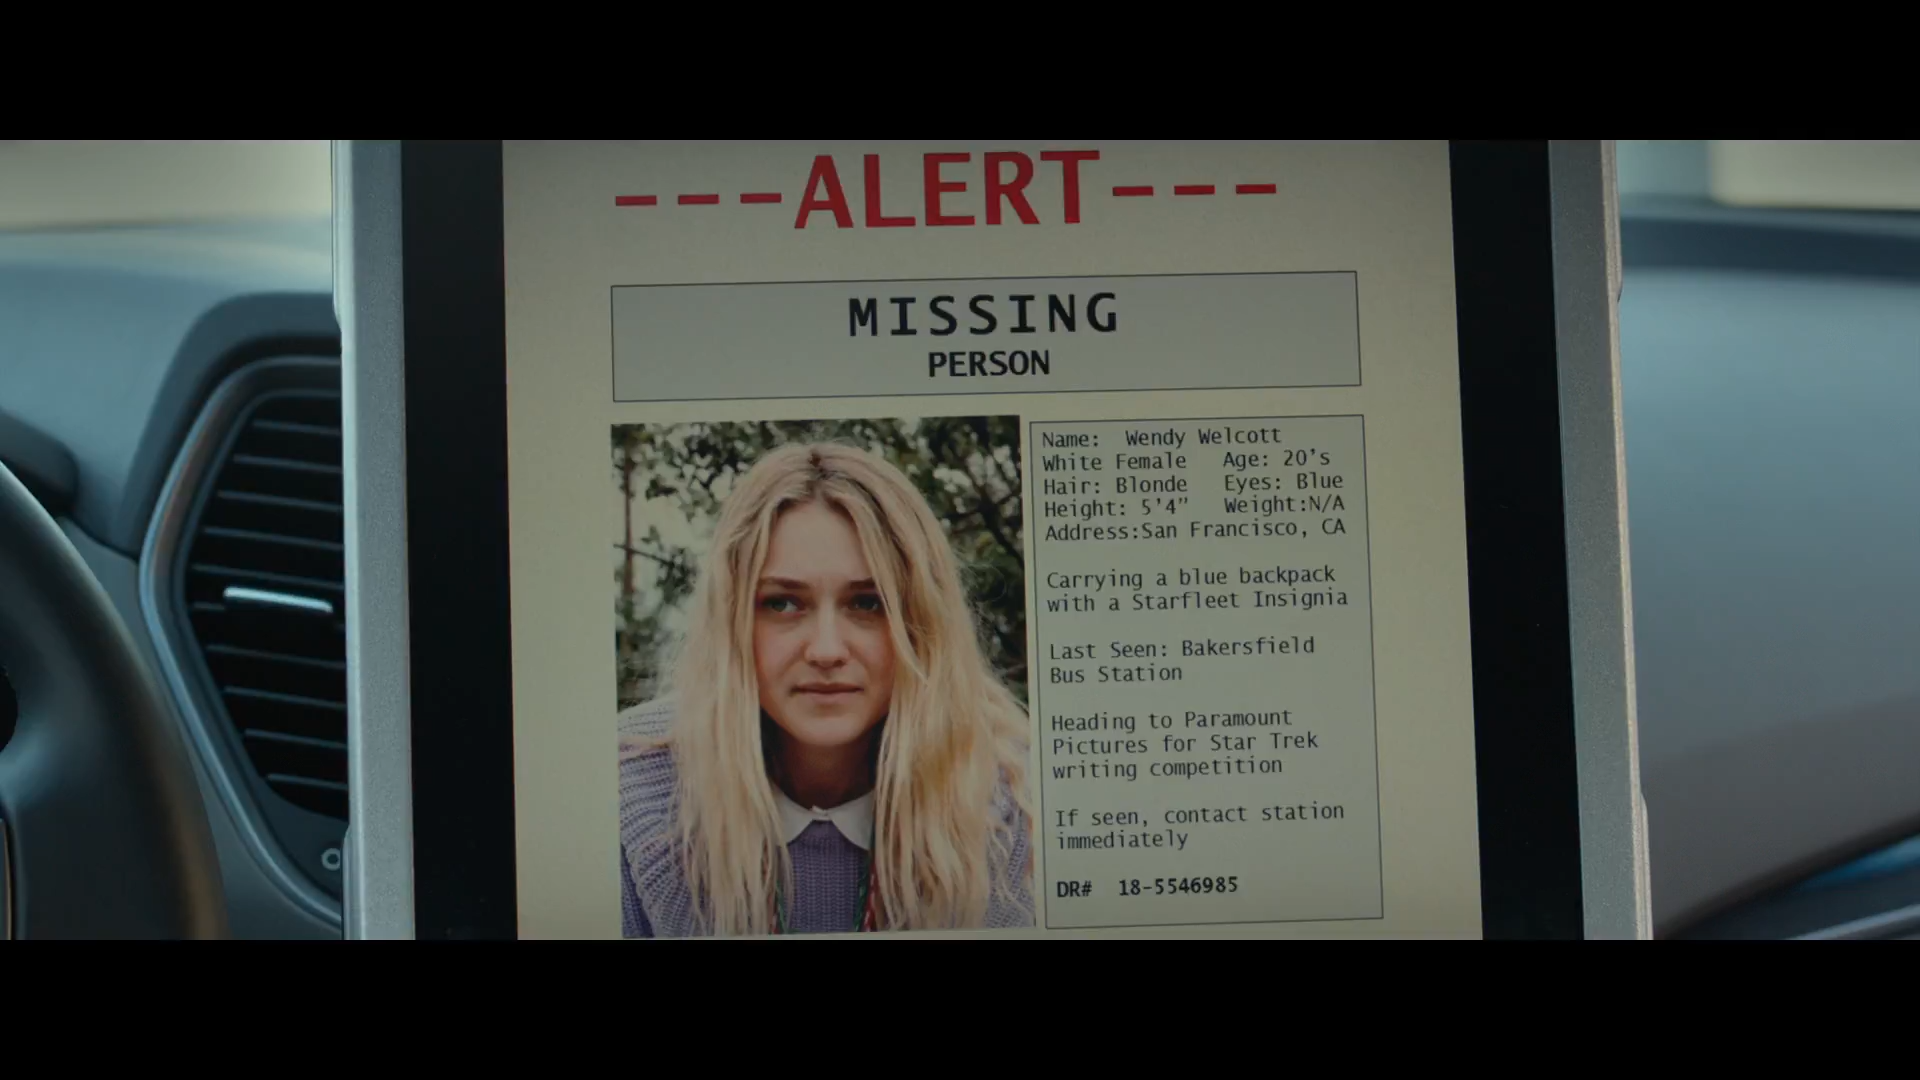 ---ALERT---
MISSING
PERSON
Name: Wendy Welcott
White Female Age: 20's
Hair: Blonde Eyes: Blue
Height: 5'4" Weight:N/A
Address:San Francisco, CA
Carrying a blue backpack
with a Starfleet Insignia
Last Seen: Bakersfield
Bus Station
Heading to Paramount
Pictures for Star Trek
writing competition
If seen, contact station
immediately
DR# 18-5546985